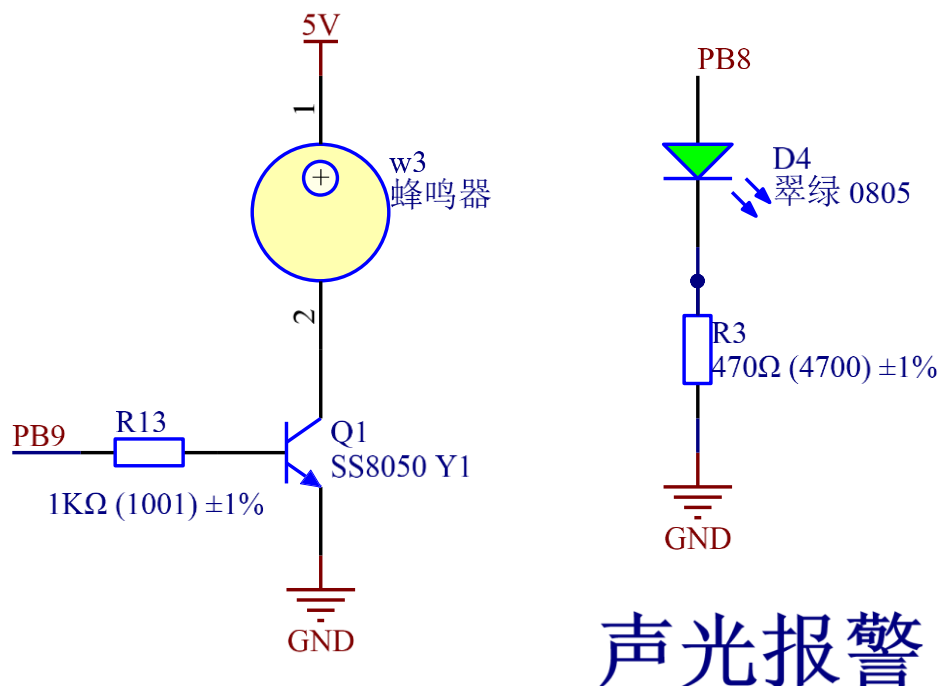 5V
1
w3
蜂鸣器
2
PB9
R13
1KΩ (1001) ±1%
Q1
SS8050 Y1
GND
PB8
D4
翠绿 0805
R3
470Ω (4700) ±1%
GND
声光报警